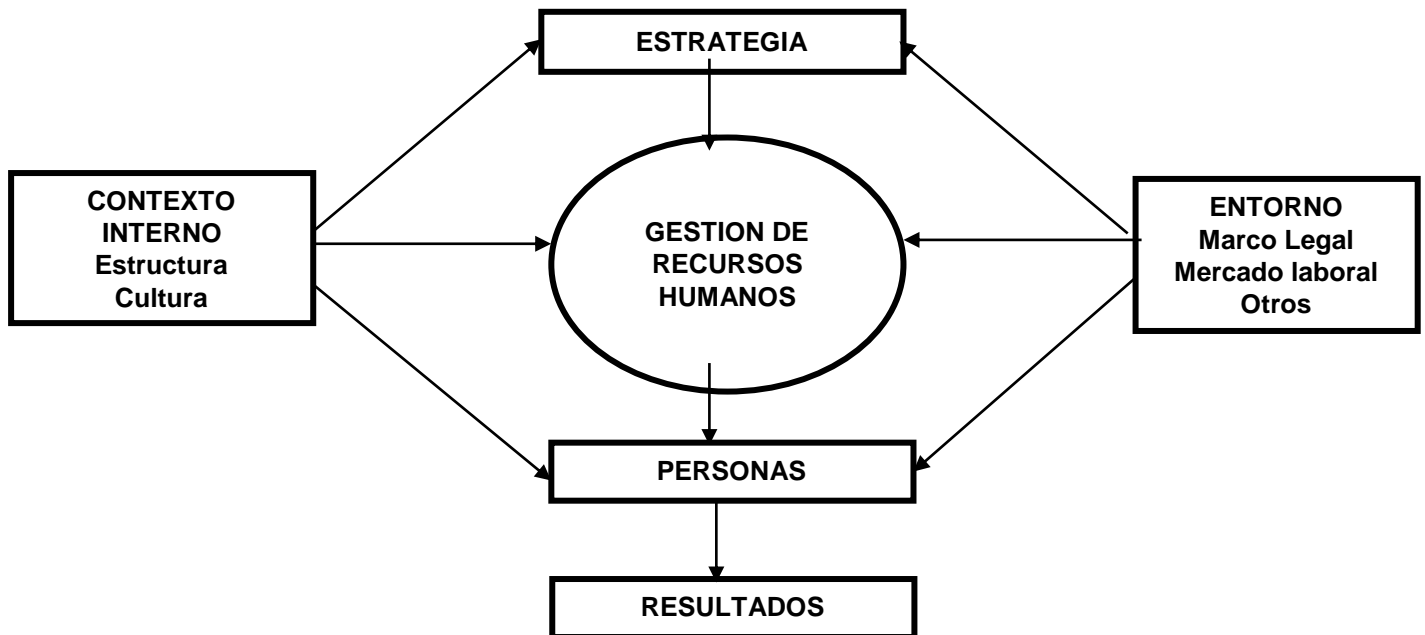 ESTRATEGIA
CONTEXTO
INTERNO
Estructura
Cultura
GESTION DE
RECURSOS
HUMANOS
ENTORNO
Marco Legal
Mercado laboral
Otros
PERSONAS
RESULTADOS